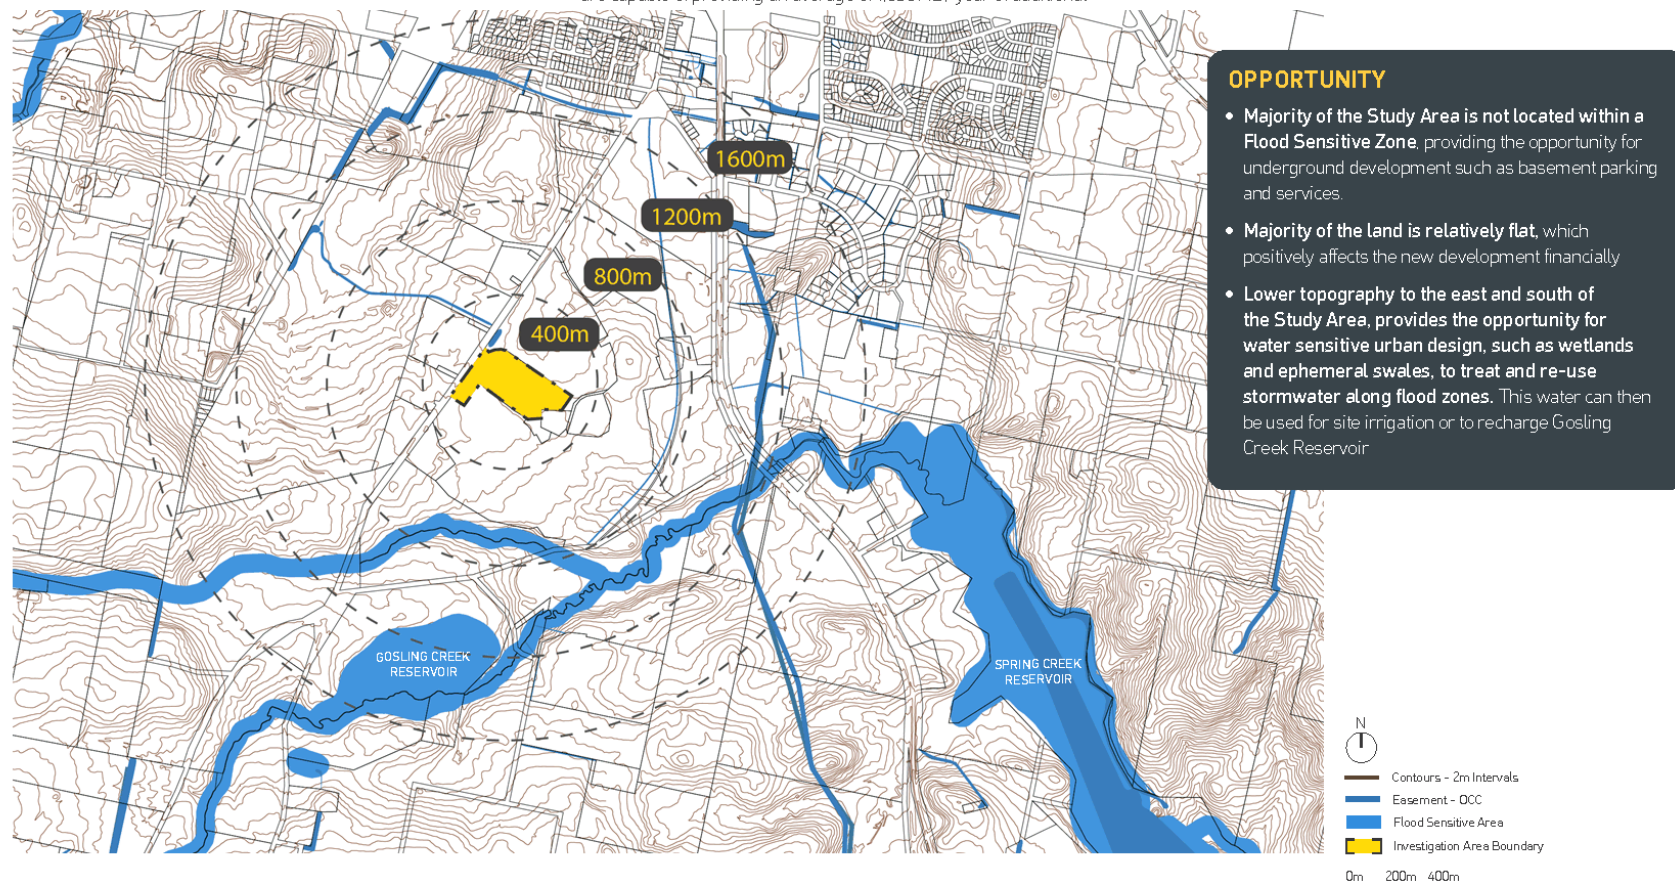 OPPORTUNITY
• Majority of the Study Area is not located within a
Flood Sensitive Zone, providing the opportunity for
underground development such as basement parking
and services.
• Majority of the land is relatively flat, which
positively affects the new development financially
• Lower topography to the east and south of
the Study Area, provides the opportunity for
water sensitive urban design, such as wetlands
and ephemeral swales, to treat and re-use
stormwater along flood zones. This water can then
be used for site irrigation or to recharge Gosling
Creek Reservoir
1600m
1200m
800m
400m
GOSLING CREEK
RESERVOIR
SPRING CREEK
RESERVOIR
N
Contours - 2m Intervals
Easement - OCC
Flood Sensitive Area
Investigation Area Boundary
0m 200m 400m